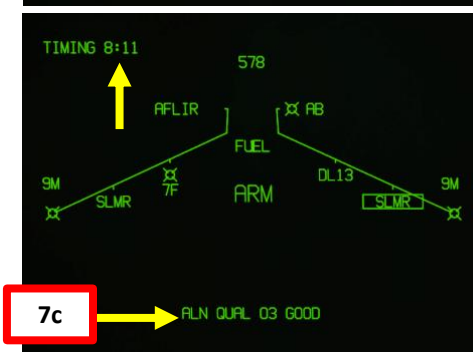 TIMING 8:11
578
AFLIR AB
FUEL
9M DL13 9M
7F ARM
SLMR SLMR
7c ALN QUAL 03 GOOD